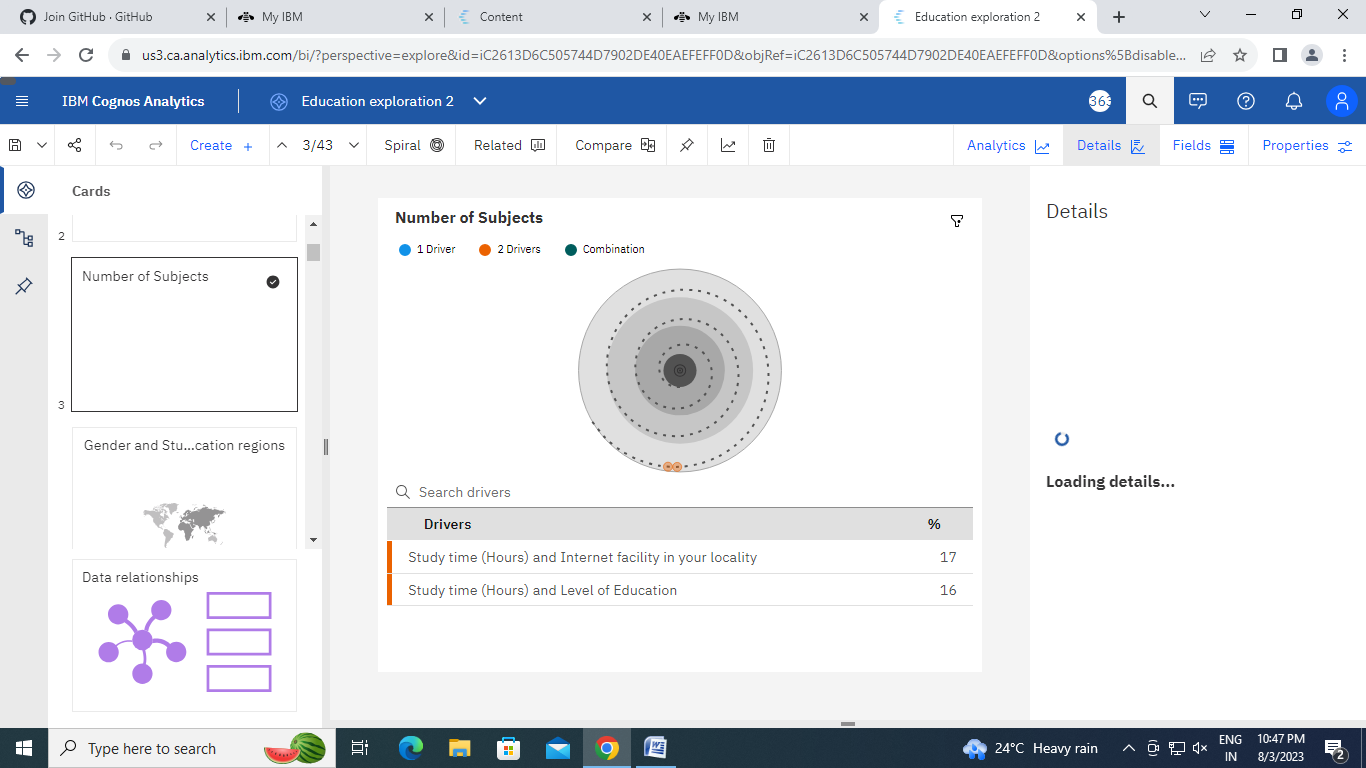 Join GitHub · GitHub
My IBM
Content
My IBM
Education exploration 2
us3.ca.analytics.ibm.com/bi/?perspective=explore&id=iC2613D6C505744D7902DE40EAEFEFF0D&objRef=iC2613D6C505744D7902DE40EAEFEFF0D&options%5Bdisable...
IBM Cognos Analytics
Education exploration 2
363
Create +
3/43
Spiral
Related
Compare
Analytics
Details
Fields
Properties
Cards
2
Number of Subjects
3
Gender and Stu...cation regions
Data relationships
Number of Subjects
1 Driver
2 Drivers
Combination
Search drivers
Drivers %
Study time (Hours) and Internet facility in your locality 17
Study time (Hours) and Level of Education 16
Details
Loading details...
Type here to search
24°C Heavy rain
ENG
IN
10:47 PM
8/3/2023
2